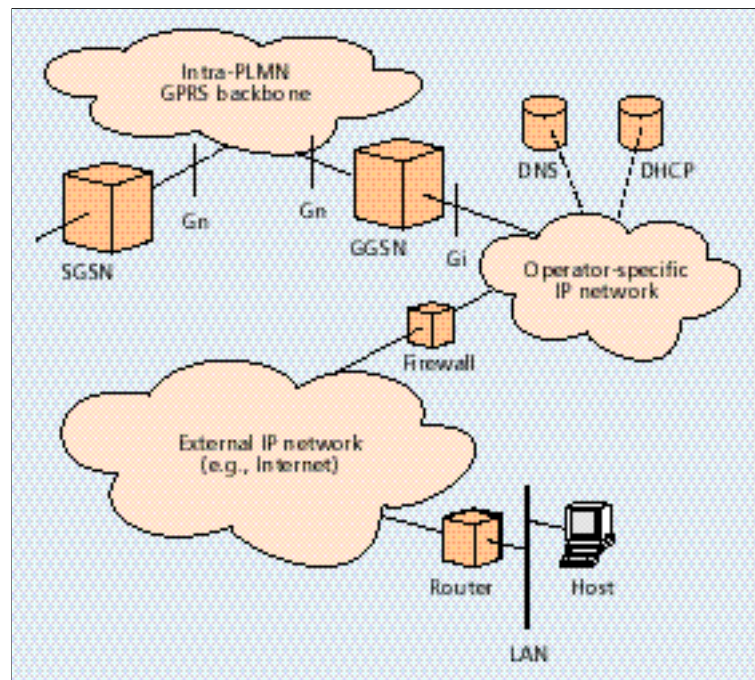 Intra-PLMN
GPRS backbone
DNS
DHCP
Gn
Gn
GGSN
Gi
SGSN
Operator-specific
IP network
Firewall
External IP network
(e.g., Internet)
Router
Host
LAN